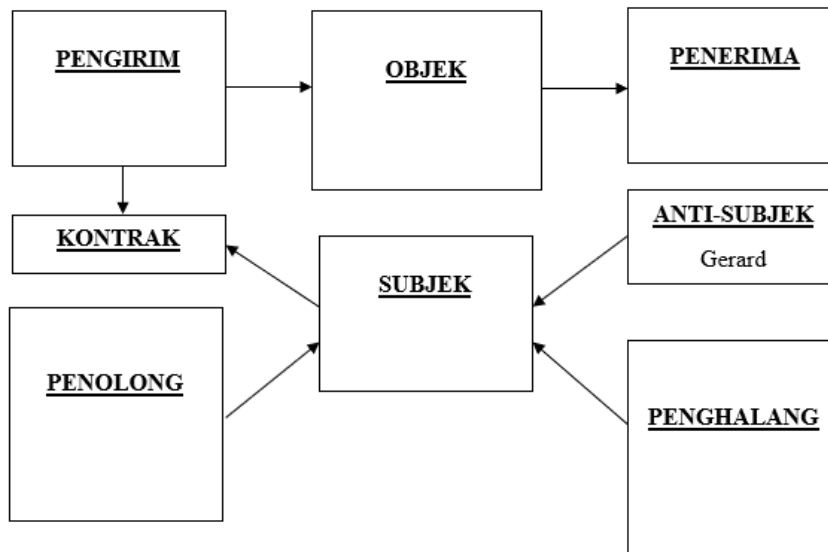 PENGIRIM
OBJEK
PENERIMA
KONTRAK
ANTI-SUBJEK
Gerard
SUBJEK
PENOLONG
PENGHALANG